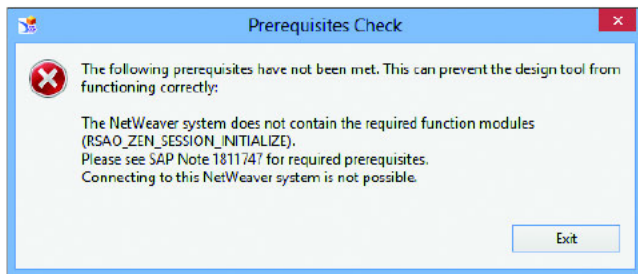 Prerequisites Check
The following prerequisites have not been met. This can prevent the design tool from
functioning correctly:
The NetWeaver system does not contain the required function modules
(RSAO_ZEN_SESSION_INITIALIZE).
Please see SAP Note 1811747 for required prerequisites.
Connecting to this NetWeaver system is not possible.
Exit